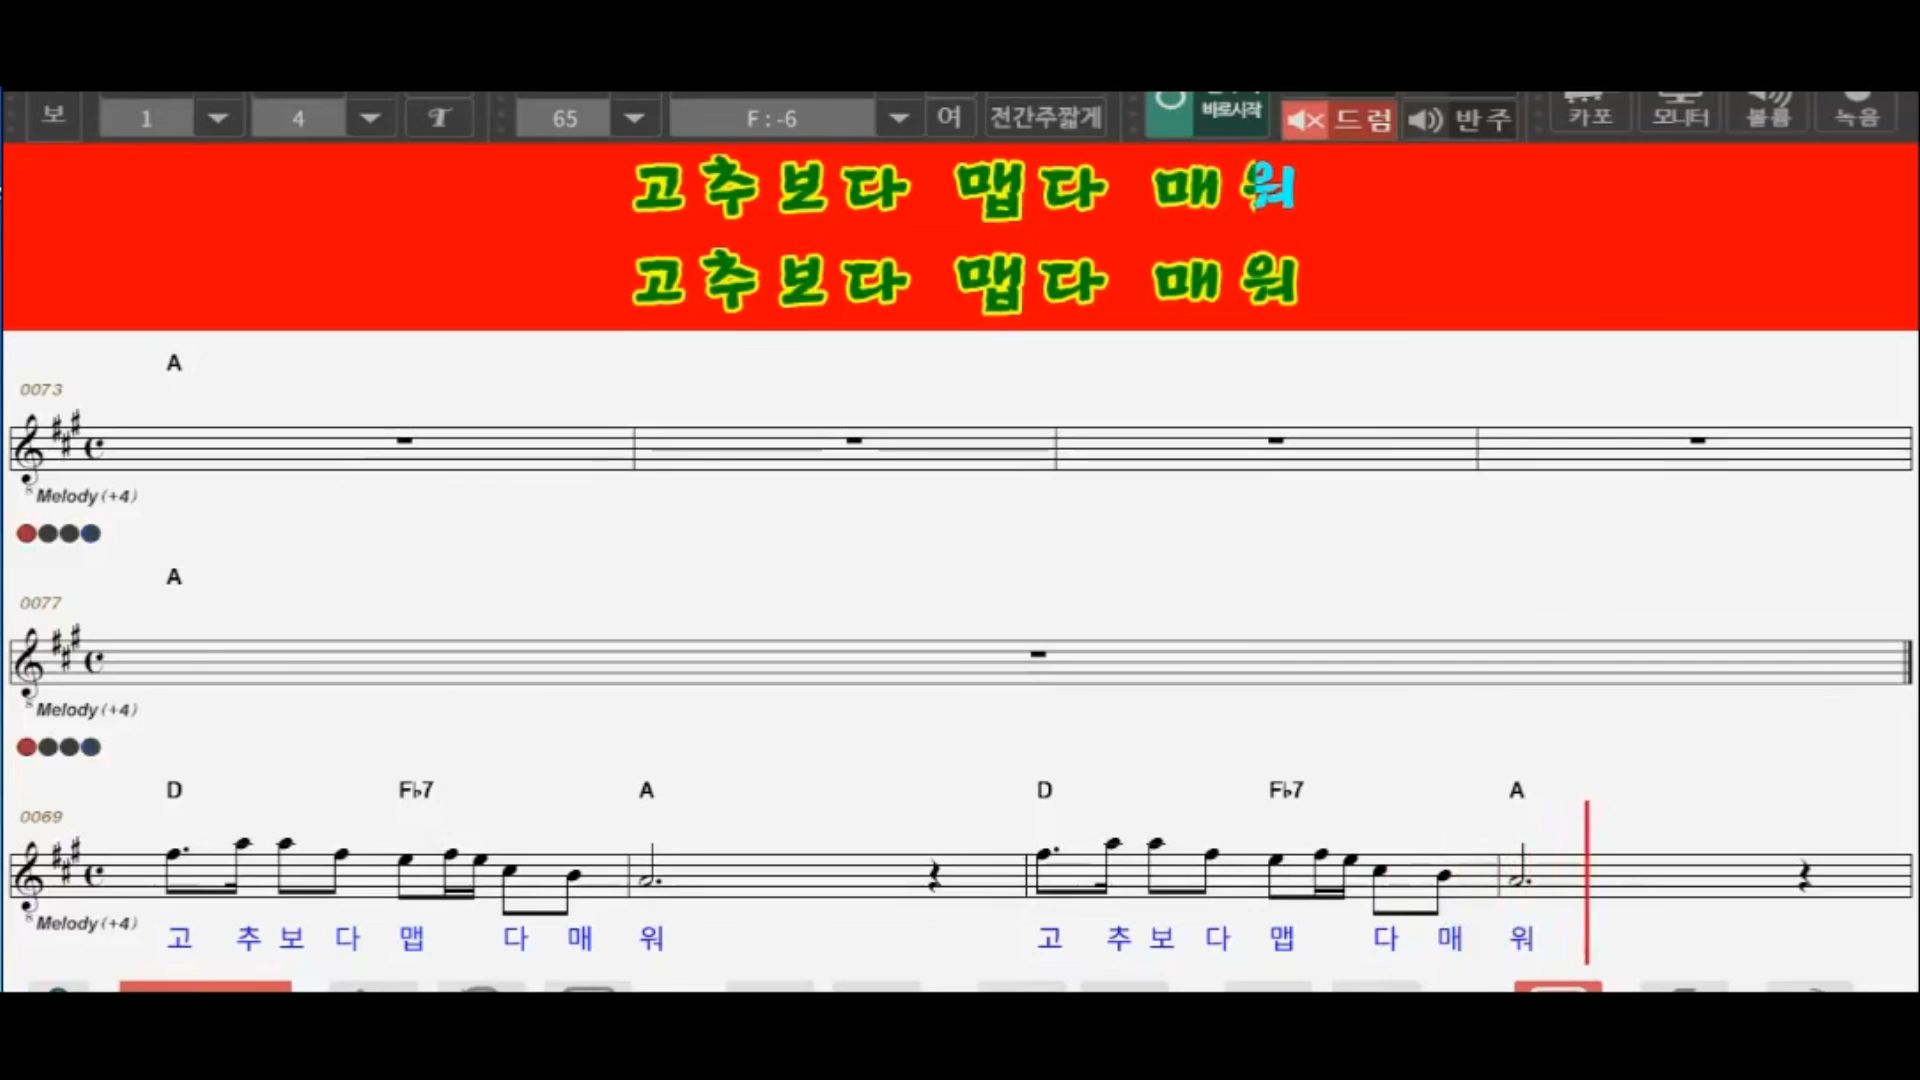 보 1 4 T 65 F : -6 여 전간주짧게 바로시작 드럼 반주 카포 모니터 볼륨 녹음
고추보다 맵다 매워
고추보다 맵다 매워
A
0073
Melody (+4)
A
0077
Melody (+4)
D F♭7 A D F♭7 A
0069
Melody (+4) 고 추 보 다 맵 다 매 워 고 추 보 다 맵 다 매 워